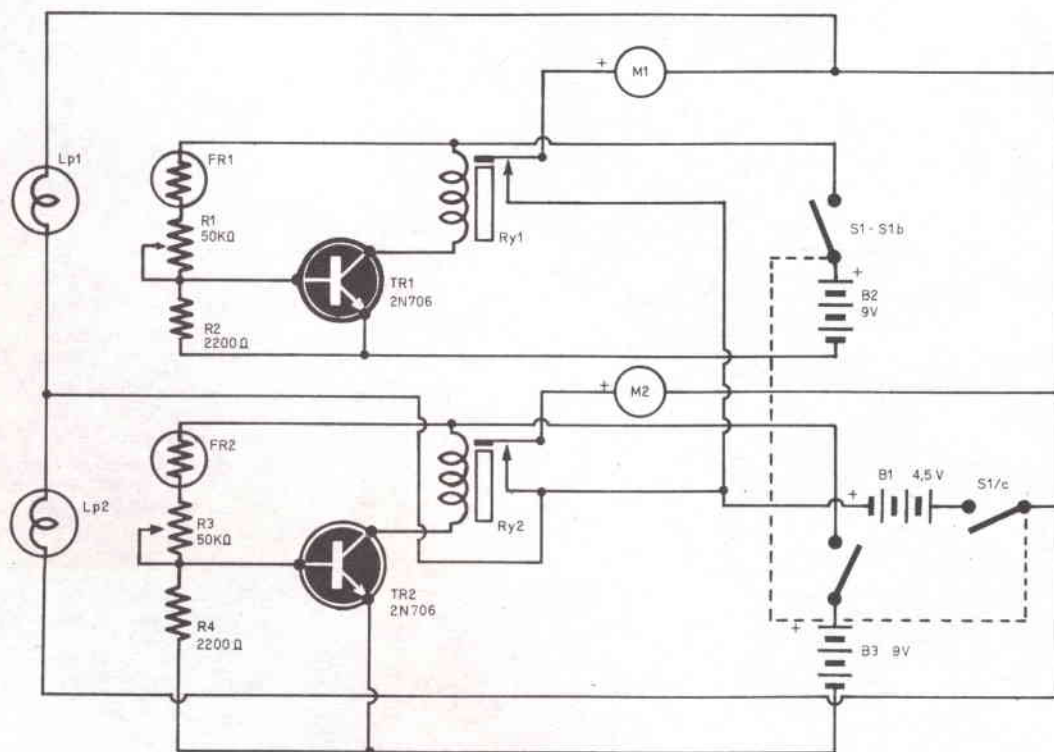 + M1
Lp1
FR1
R1
50KΩ
Ry1
S1 - S1b
TR1
2N706
+
B2
9V
R2
2200Ω
+ M2
FR2
B1 4,5 V S1/c
+
Lp2
R3
50KΩ
Ry2
TR2
2N706
R4
2200Ω
+
B3 9V